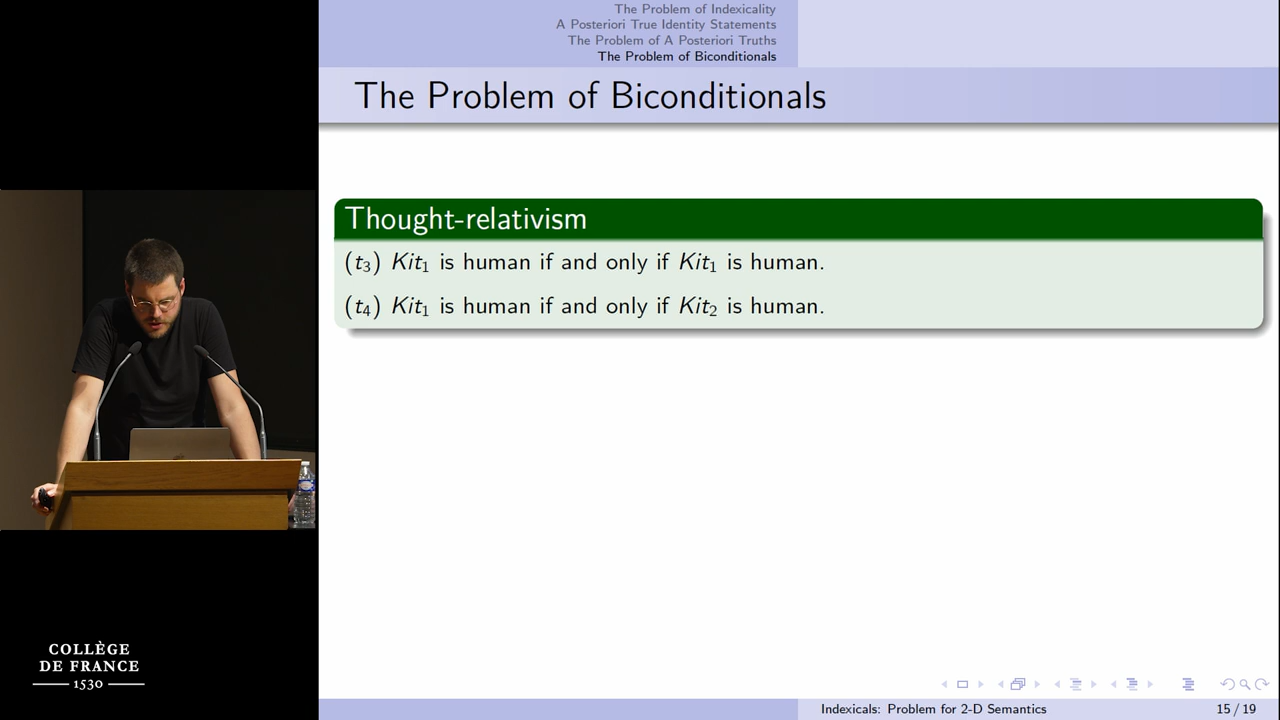 The Problem of Indexicality
A Posteriori True Identity Statements
The Problem of A Posteriori Truths
The Problem of Biconditionals
The Problem of Biconditionals
Thought-relativism
(t₃) Kit₁ is human if and only if Kit₁ is human.
(t₄) Kit₁ is human if and only if Kit₂ is human.
COLLÈGE
DE FRANCE
1530
Indexicals: Problem for 2-D Semantics 15 / 19